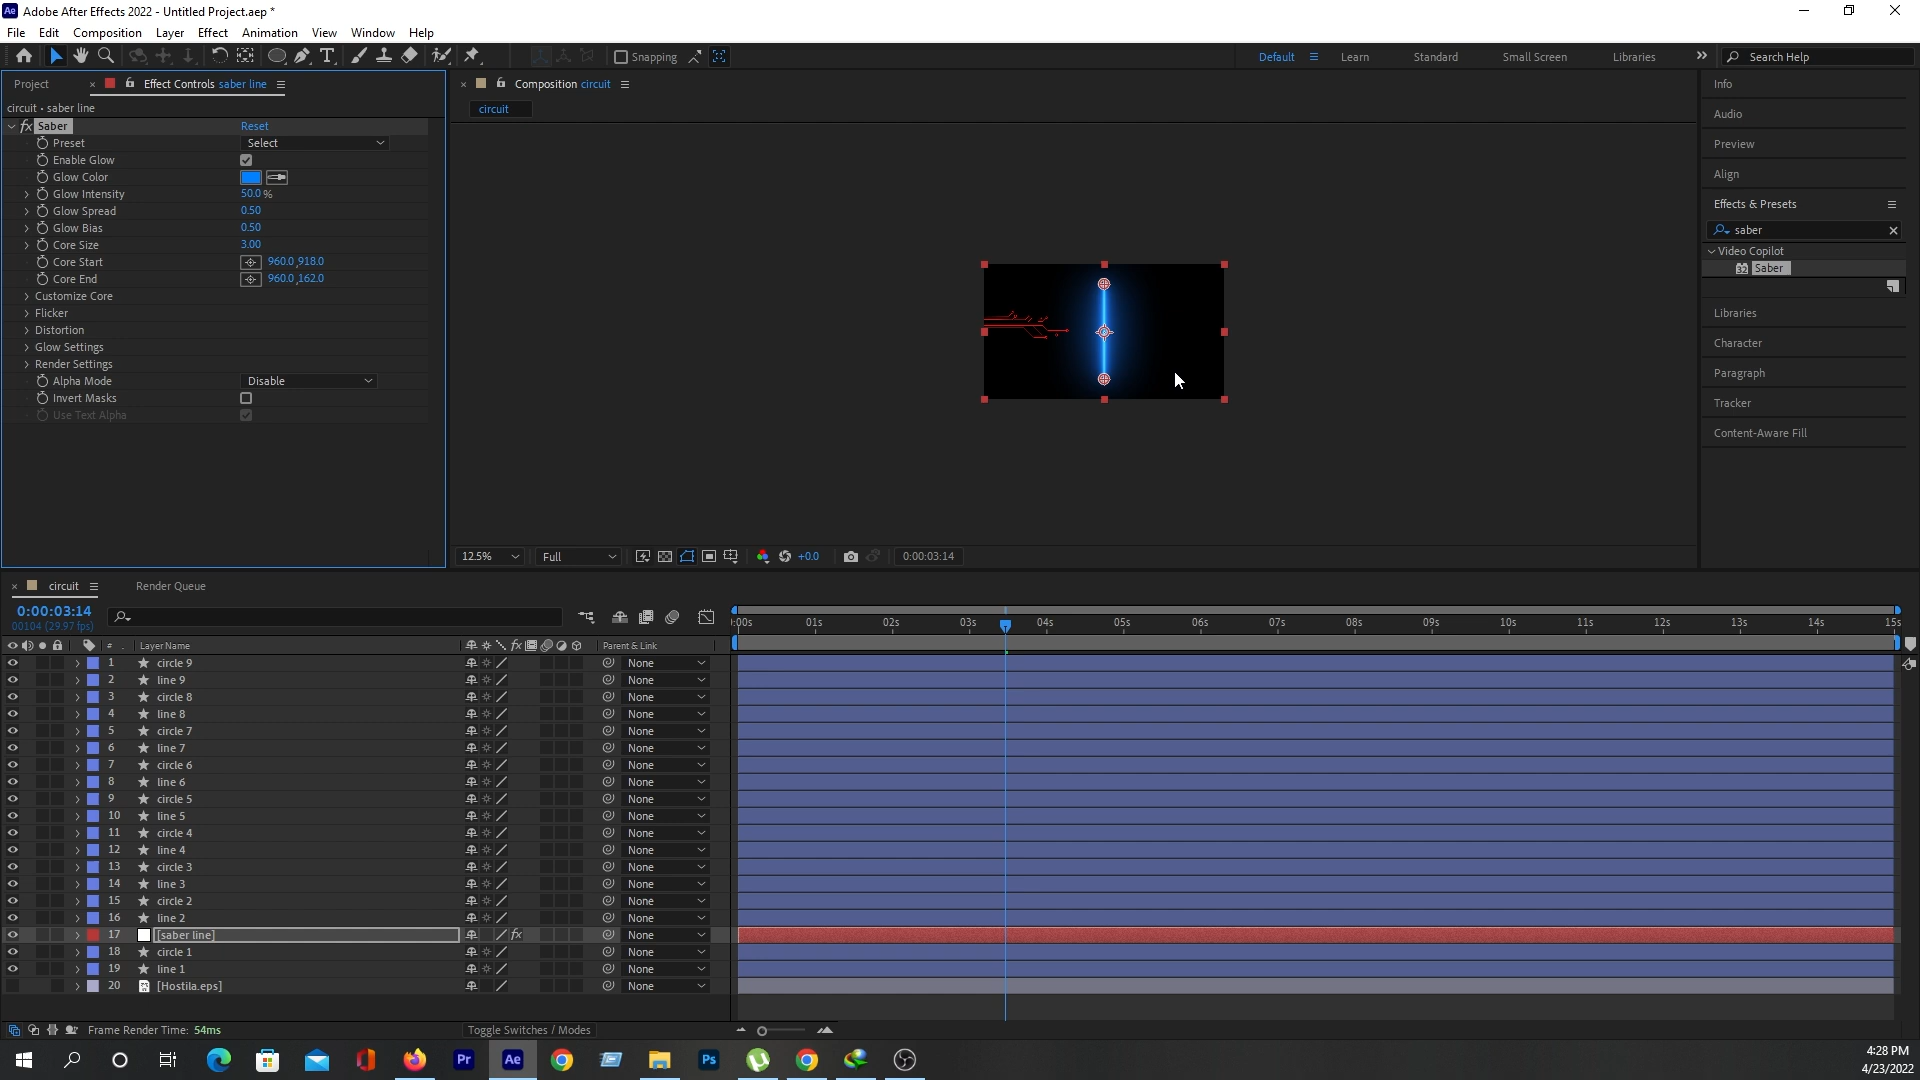 Ae Adobe After Effects 2022 - Untitled Project.aep *
File Edit Composition Layer Effect Animation View Window Help
Snapping Default Learn Standard Small Screen Libraries Search Help
Project Effect Controls saber line
circuit • saber line
fx Saber Reset
Preset Select
Enable Glow
Glow Color
Glow Intensity 50.0 %
Glow Spread 0.50
Glow Bias 0.50
Core Size 3.00
Core Start 960.0,918.0
Core End 960.0,162.0
Customize Core
Flicker
Distortion
Glow Settings
Render Settings
Alpha Mode Disable
Invert Masks
Use Text Alpha
Composition circuit
circuit
12.5% Full +0.0 0:00:03:14
Info
Audio
Preview
Align
Effects & Presets
saber
Video Copilot
32 Saber
Libraries
Character
Paragraph
Tracker
Content-Aware Fill
circuit Render Queue
0:00:03:14
00104 (29.97 fps)
:00s 01s 02s 03s 04s 05s 06s 07s 08s 09s 10s 11s 12s 13s 14s 15s
# . Layer Name fx Parent & Link
1 circle 9 None
2 line 9 None
3 circle 8 None
4 line 8 None
5 circle 7 None
6 line 7 None
7 circle 6 None
8 line 6 None
9 circle 5 None
10 line 5 None
11 circle 4 None
12 line 4 None
13 circle 3 None
14 line 3 None
15 circle 2 None
16 line 2 None
17 [saber line] fx None
18 circle 1 None
19 line 1 None
20 [Hostila.eps] None
Frame Render Time: 54ms Toggle Switches / Modes
Pr Ae Ps
4:28 PM
4/23/2022